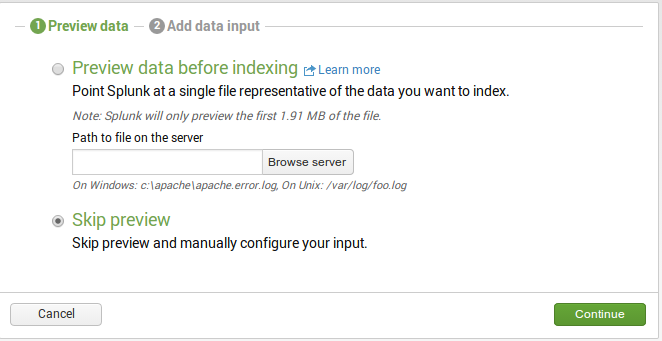 1 Preview data 2 Add data input
Preview data before indexing Learn more
Point Splunk at a single file representative of the data you want to index.
Note: Splunk will only preview the first 1.91 MB of the file.
Path to file on the server
Browse server
On Windows: c:\apache\apache.error.log, On Unix: /var/log/foo.log
Skip preview
Skip preview and manually configure your input.
Cancel Continue